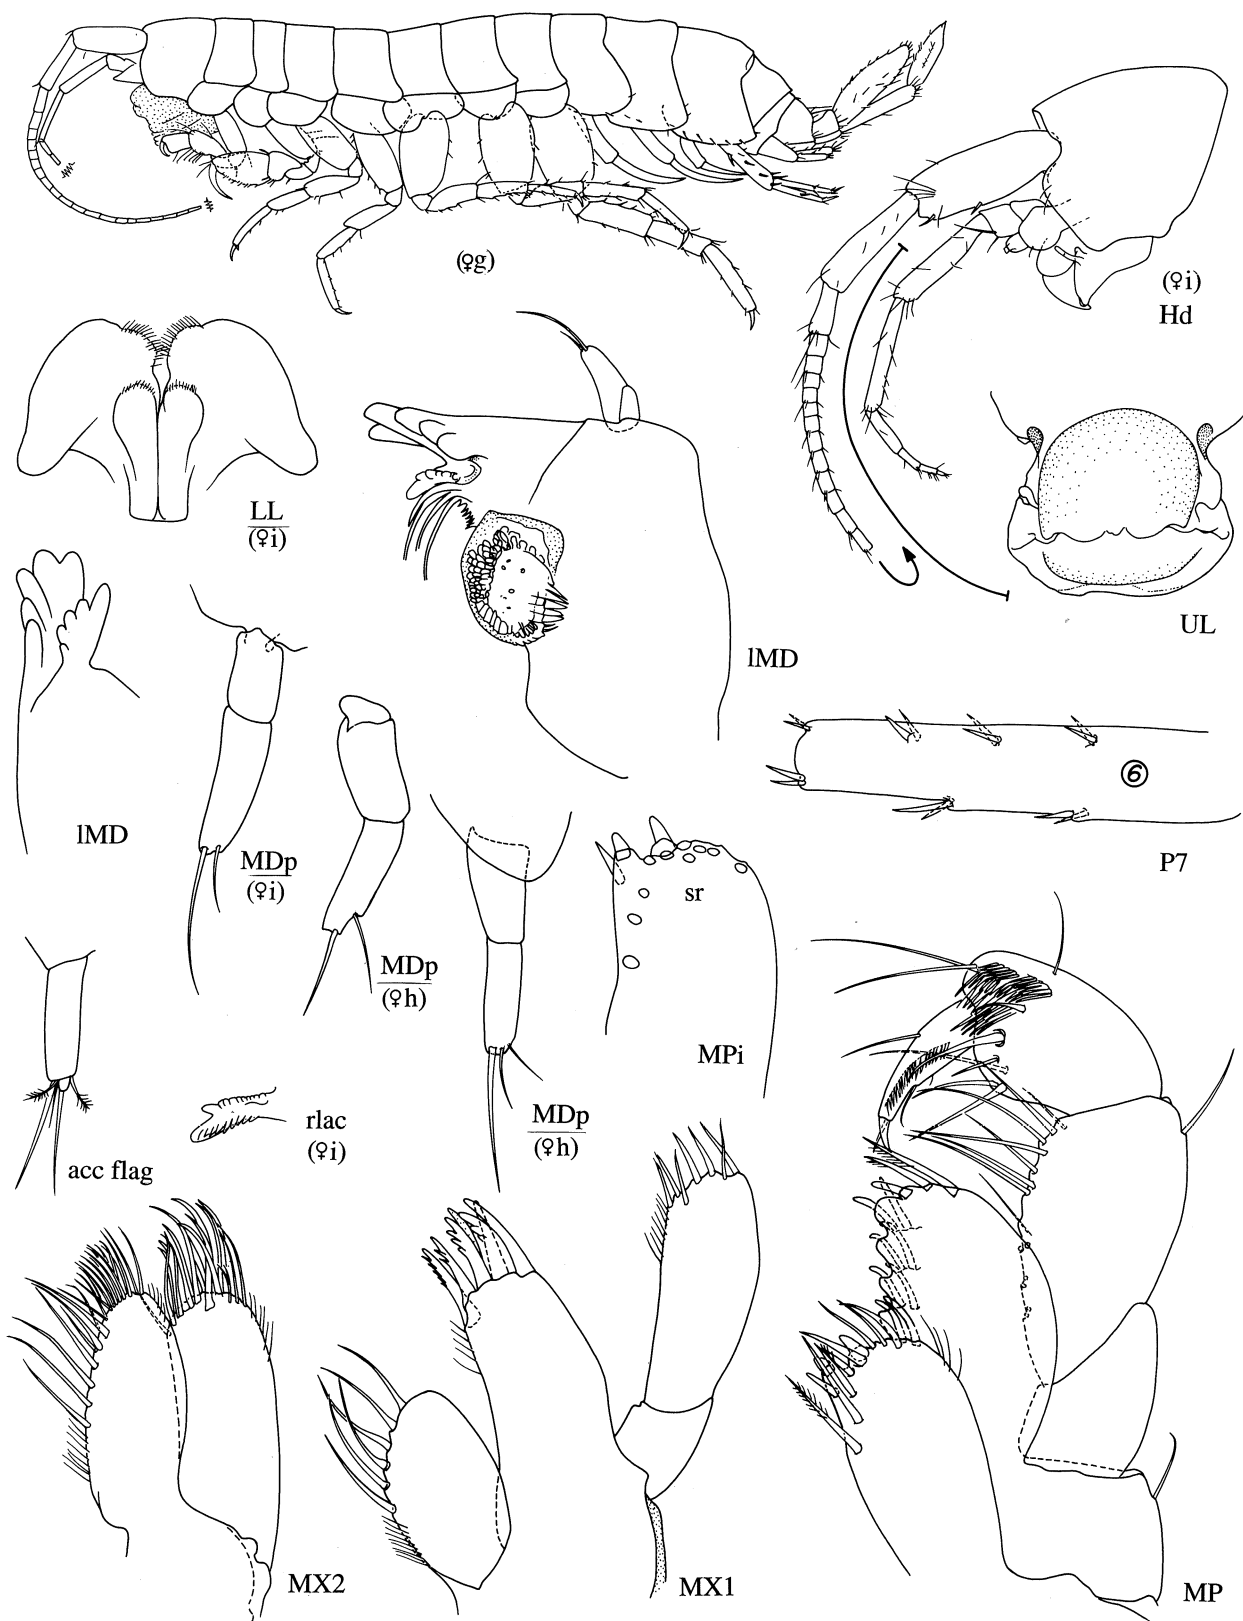 (♀g)
(♀i)
Hd
LL
(♀i)
UL
lMD
lMD
⑥
P7
MDp
(♀i)
MDp
(♀h)
sr
MPi
MDp
(♀h)
rlac
(♀i)
acc flag
MX2
MX1
MP